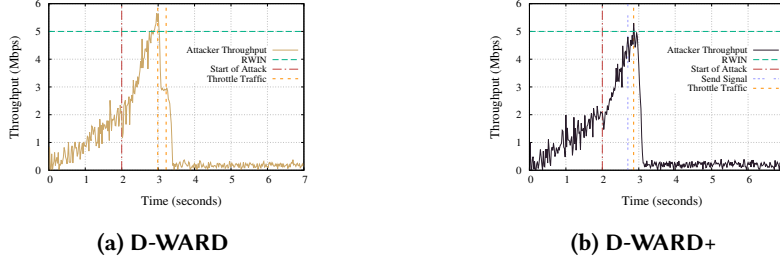 6
5
4
3
2
1
0
Throughput (Mbps)
Attacker Throughput
RWIN
Start of Attack
Throttle Traffic
0 1 2 3 4 5 6 7
Time (seconds)
(a) D-WARD
6
5
4
3
2
1
0
Throughput (Mbps)
Attacker Throughput
RWIN
Start of Attack
Send Signal
Throttle Traffic
0 1 2 3 4 5 6
Time (seconds)
(b) D-WARD+